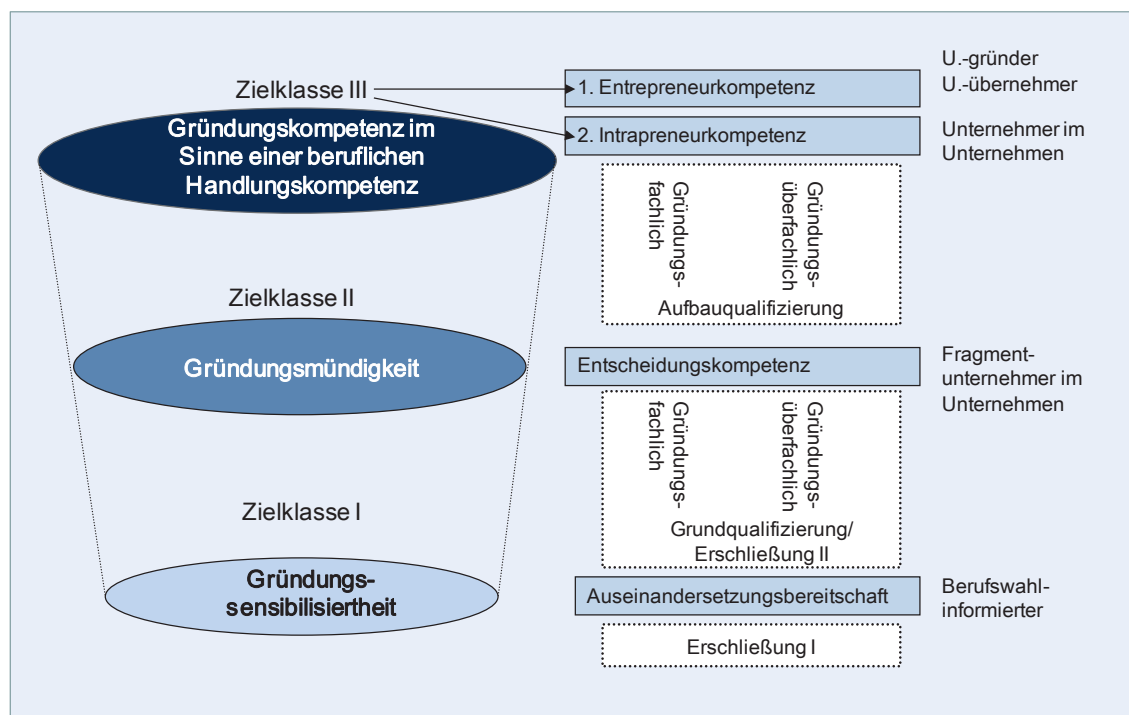 Zielklasse III
Gründungskompetenz im
Sinne einer beruflichen
Handlungskompetenz
1. Entrepreneurkompetenz
U.-gründer
U.-übernehmer
2. Intrapreneurkompetenz
Unternehmer im
Unternehmen
Gründungs-
fachlich
Gründungs-
überfachlich
Aufbauqualifizierung
Zielklasse II
Gründungsmündigkeit
Entscheidungskompetenz
Fragment-
unternehmer im
Unternehmen
Gründungs-
fachlich
Gründungs-
überfachlich
Grundqualifizierung/
Erschließung II
Zielklasse I
Gründungs-
sensibilisiertheit
Auseinandersetzungsbereitschaft
Berufswahl-
informierter
Erschließung I